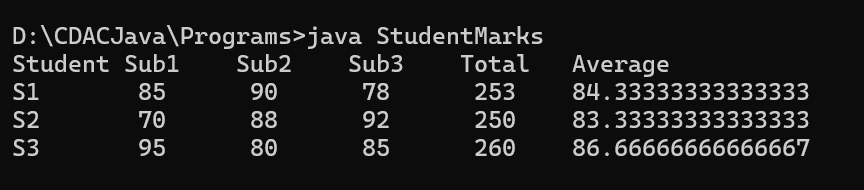 D:\CDACJava\Programs>java StudentMarks
Student Sub1 Sub2 Sub3 Total Average
S1 85 90 78 253 84.33333333333333
S2 70 88 92 250 83.33333333333333
S3 95 80 85 260 86.66666666666667